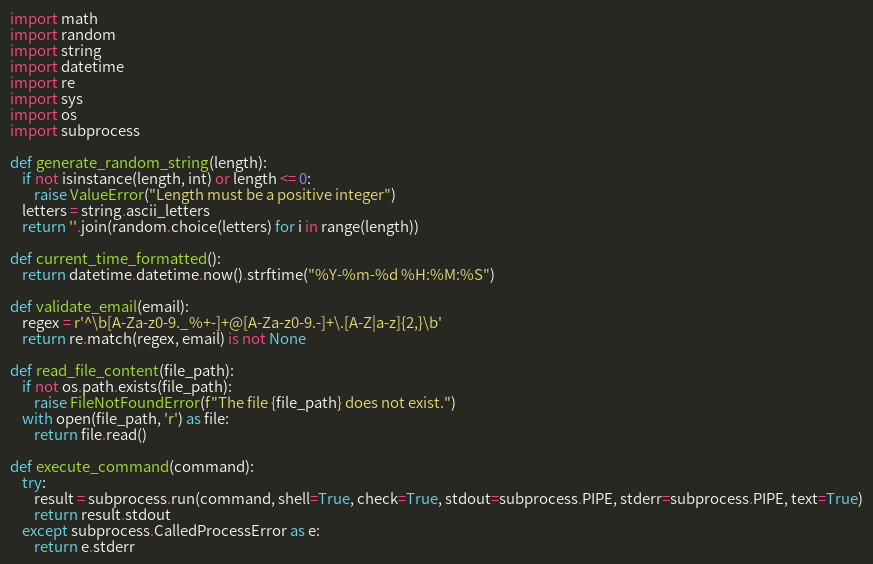 import math
import random
import string
import datetime
import re
import sys
import os
import subprocess

def generate_random_string(length):
    if not isinstance(length, int) or length <= 0:
        raise ValueError("Length must be a positive integer")
    letters = string.ascii_letters
    return ''.join(random.choice(letters) for i in range(length))

def current_time_formatted():
    return datetime.datetime.now().strftime("%Y-%m-%d %H:%M:%S")

def validate_email(email):
    regex = r'^\b[A-Za-z0-9._%+-]+@[A-Za-z0-9.-]+\.[A-Z|a-z]{2,}\b'
    return re.match(regex, email) is not None

def read_file_content(file_path):
    if not os.path.exists(file_path):
        raise FileNotFoundError(f"The file {file_path} does not exist.")
    with open(file_path, 'r') as file:
        return file.read()

def execute_command(command):
    try:
        result = subprocess.run(command, shell=True, check=True, stdout=subprocess.PIPE, stderr=subprocess.PIPE, text=True)
        return result.stdout
    except subprocess.CalledProcessError as e:
        return e.stderr